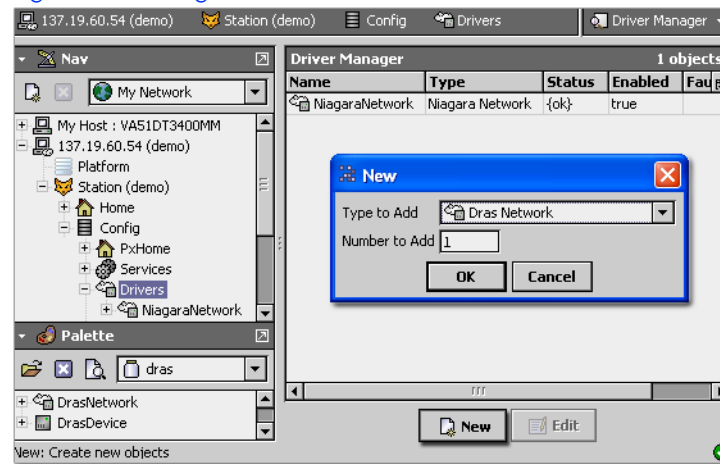 137.19.60.54 (demo) Station (demo) Config Drivers Driver Manager
Nav
My Network
My Host : VA51DT3400MM
137.19.60.54 (demo)
Platform
Station (demo)
Home
Config
PxHome
Services
Drivers
NiagaraNetwork
Palette
dras
DrasNetwork
DrasDevice
New: Create new objects
Driver Manager 1 objects
Name Type Status Enabled Fau
NiagaraNetwork Niagara Network {ok} true
New
Type to Add Dras Network
Number to Add 1
OK Cancel
New Edit